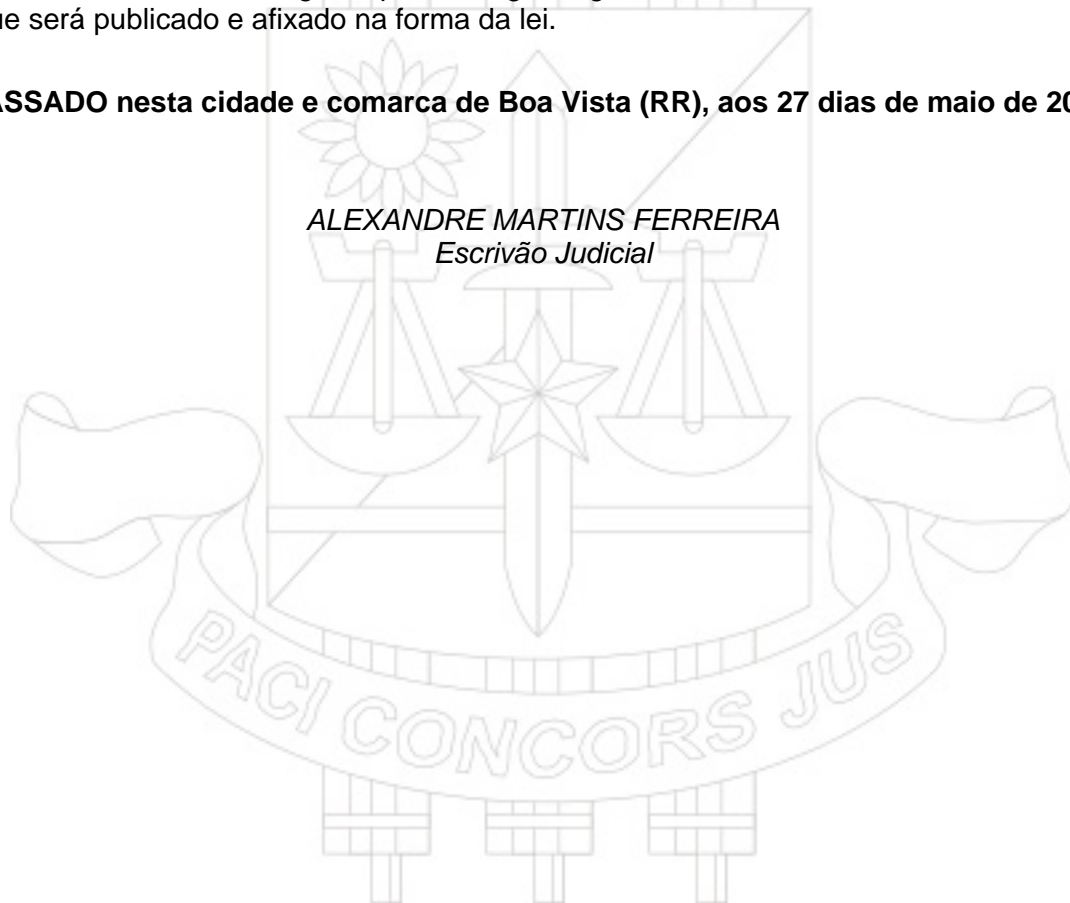 ue será publicado e afixado na forma da lei.
ASSADO nesta cidade e comarca de Boa Vista (RR), aos 27 dias de maio de 20
ALEXANDRE MARTINS FERREIRA
Escrivão Judicial
PACI CONCORS JUS